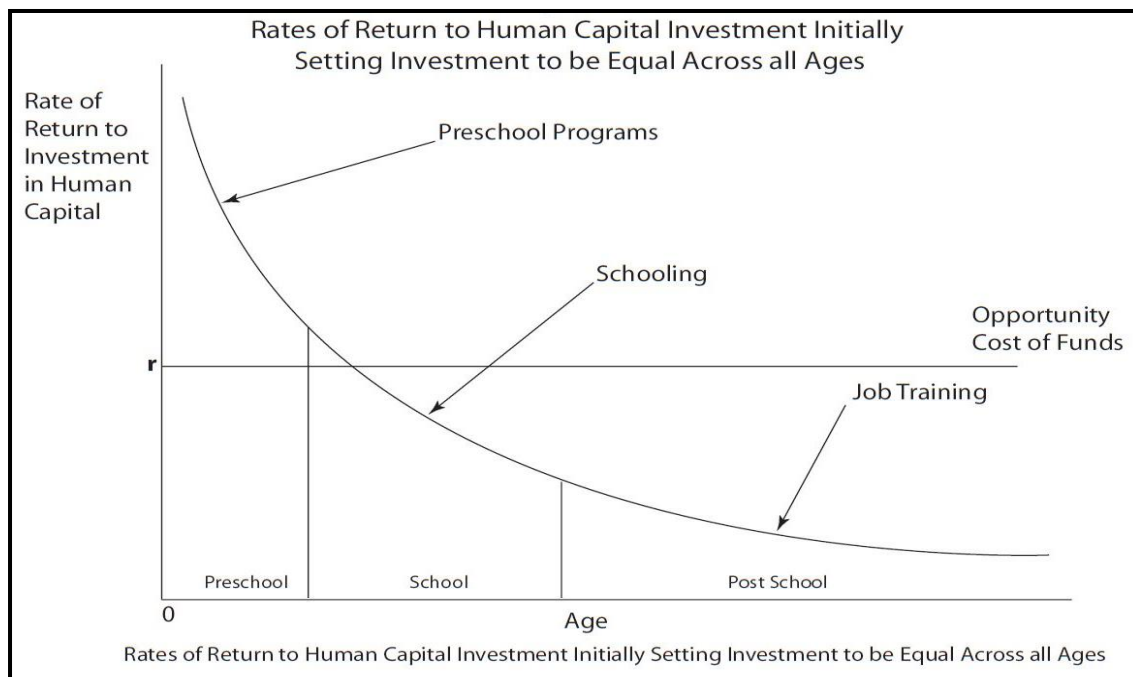 Rates of Return to Human Capital Investment Initially
Setting Investment to be Equal Across all Ages
Rate of
Return to
Investment
in Human
Capital
Preschool Programs
Schooling
Opportunity
Cost of Funds
r
Job Training
Preschool
School
Post School
0
Age
Rates of Return to Human Capital Investment Initially Setting Investment to be Equal Across all Ages